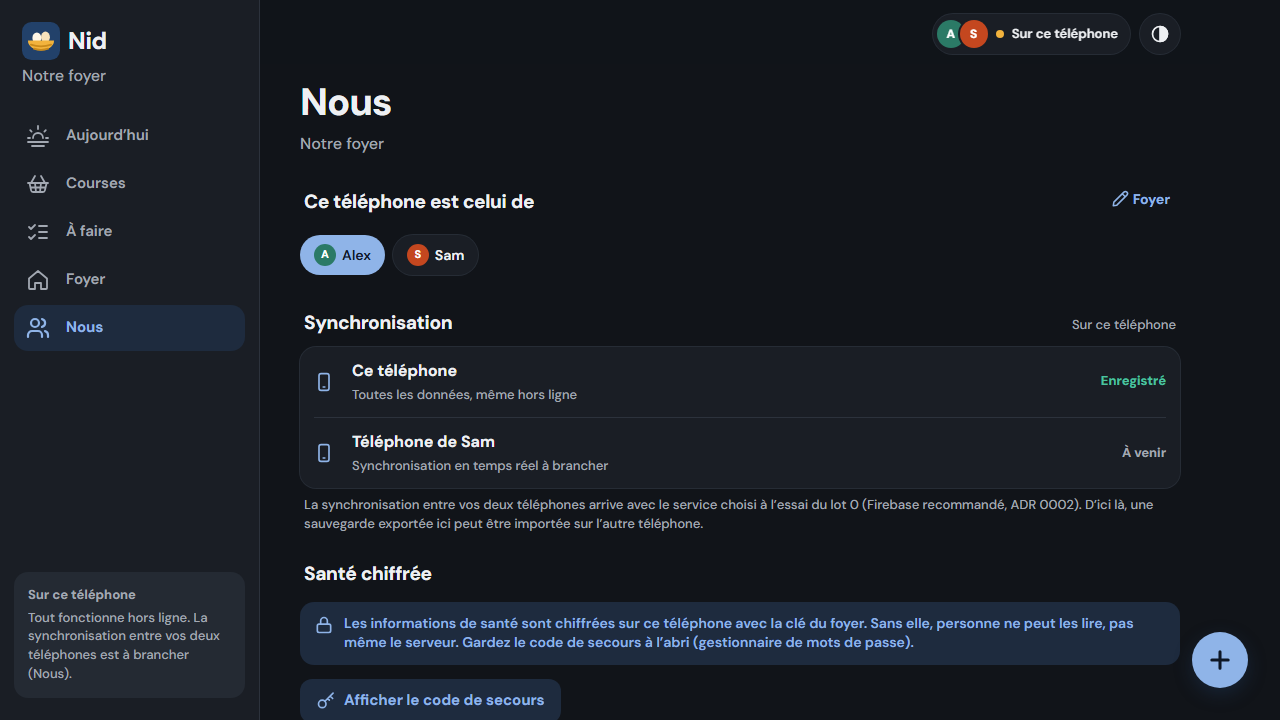 Nid
Notre foyer
Aujourd’hui
Courses
À faire
Foyer
Nous
Sur ce téléphone
Tout fonctionne hors ligne. La
synchronisation entre vos deux
téléphones est à brancher
(Nous).
A
S
Sur ce téléphone
Nous
Notre foyer
Ce téléphone est celui de
Foyer
A
Alex
S
Sam
Synchronisation
Sur ce téléphone
Ce téléphone
Toutes les données, même hors ligne
Enregistré
Téléphone de Sam
Synchronisation en temps réel à brancher
À venir
La synchronisation entre vos deux téléphones arrive avec le service choisi à l’essai du lot 0 (Firebase recommandé, ADR 0002). D’ici là, une
sauvegarde exportée ici peut être importée sur l’autre téléphone.
Santé chiffrée
Les informations de santé sont chiffrées sur ce téléphone avec la clé du foyer. Sans elle, personne ne peut les lire, pas
même le serveur. Gardez le code de secours à l’abri (gestionnaire de mots de passe).
Afficher le code de secours